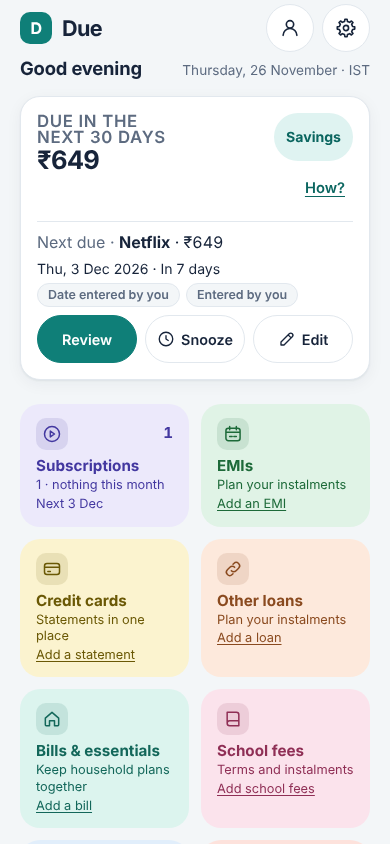 D Due
Good evening
Thursday, 26 November · IST
DUE IN THE
NEXT 30 DAYS
₹649
Savings
How?
Next due · Netflix · ₹649
Thu, 3 Dec 2026 · In 7 days
Date entered by you
Entered by you
Review
Snooze
Edit
1
Subscriptions
1 · nothing this month
Next 3 Dec
EMIs
Plan your instalments
Add an EMI
Credit cards
Statements in one
place
Add a statement
Other loans
Plan your instalments
Add a loan
Bills & essentials
Keep household plans
together
Add a bill
School fees
Terms and instalments
Add school fees